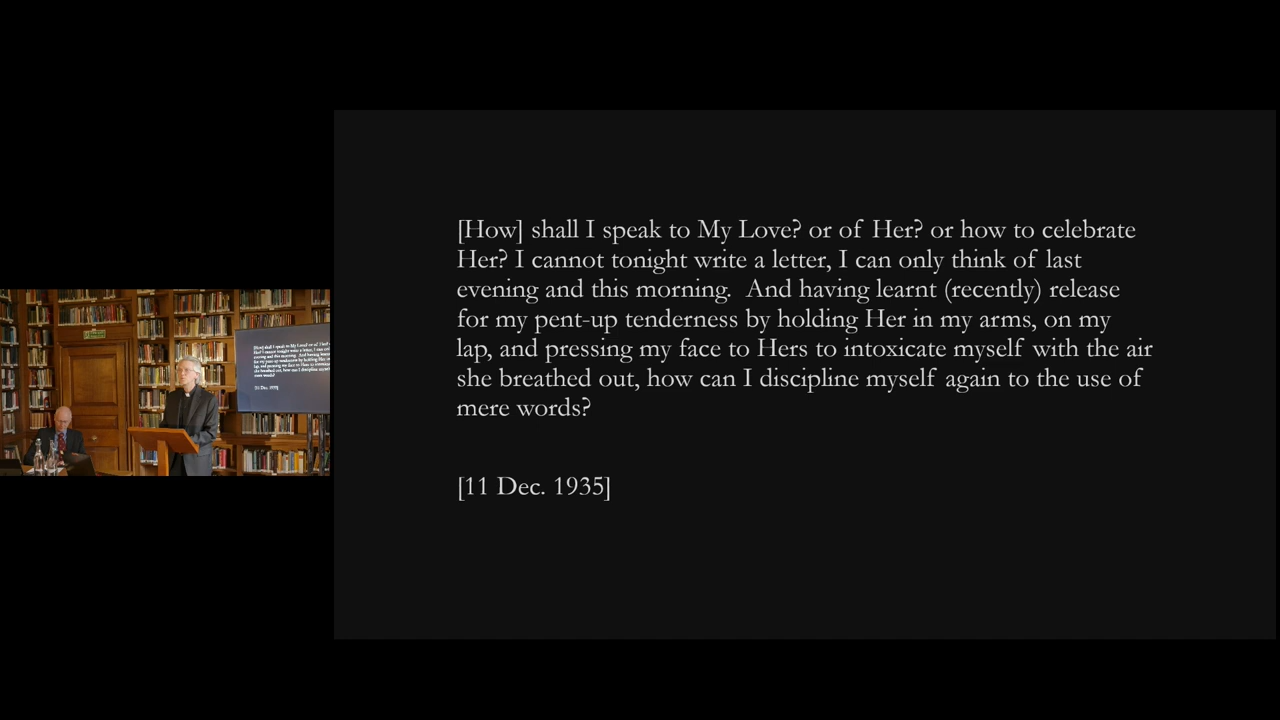 [How] shall I speak to My Love? or of Her? or how to celebrate
Her? I cannot tonight write a letter, I can only think of last
evening and this morning. And having learnt (recently) release
for my pent-up tenderness by holding Her in my arms, on my
lap, and pressing my face to Hers to intoxicate myself with the air
she breathed out, how can I discipline myself again to the use of
mere words?
[11 Dec. 1935]